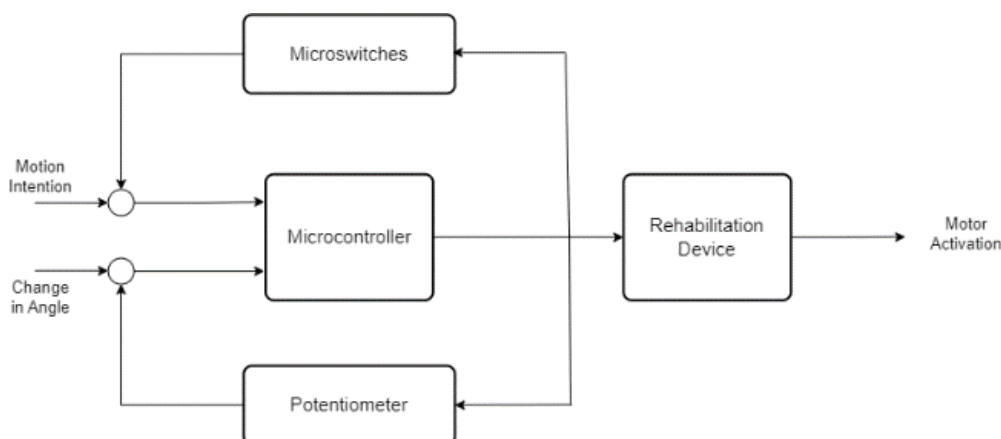 Microswitches
Motion
Intention
Microcontroller
Rehabilitation
Device
Motor
Activation
Change
in Angle
Potentiometer